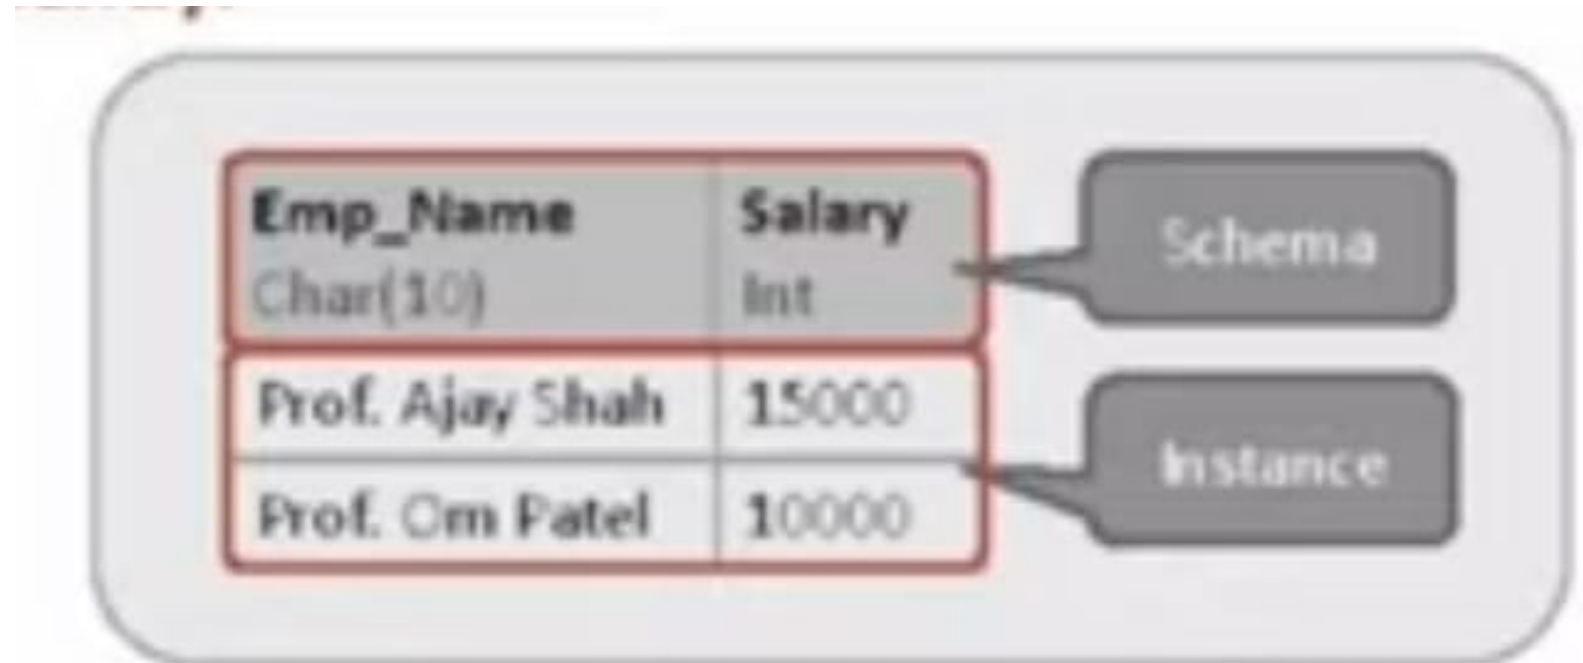 Emp_Name Salary
Char(10) Int
Schema
Prof. Ajay Shah 15000
Prof. Om Patel 10000
Instance